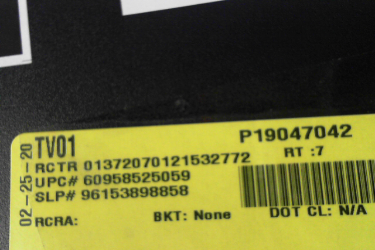 02-25-20
TV01 P19047042
RCTR 01372070121532772 RT :7
UPC# 60958525059
SLP# 96153898858
RCRA: BKT: None DOT CL: N/A